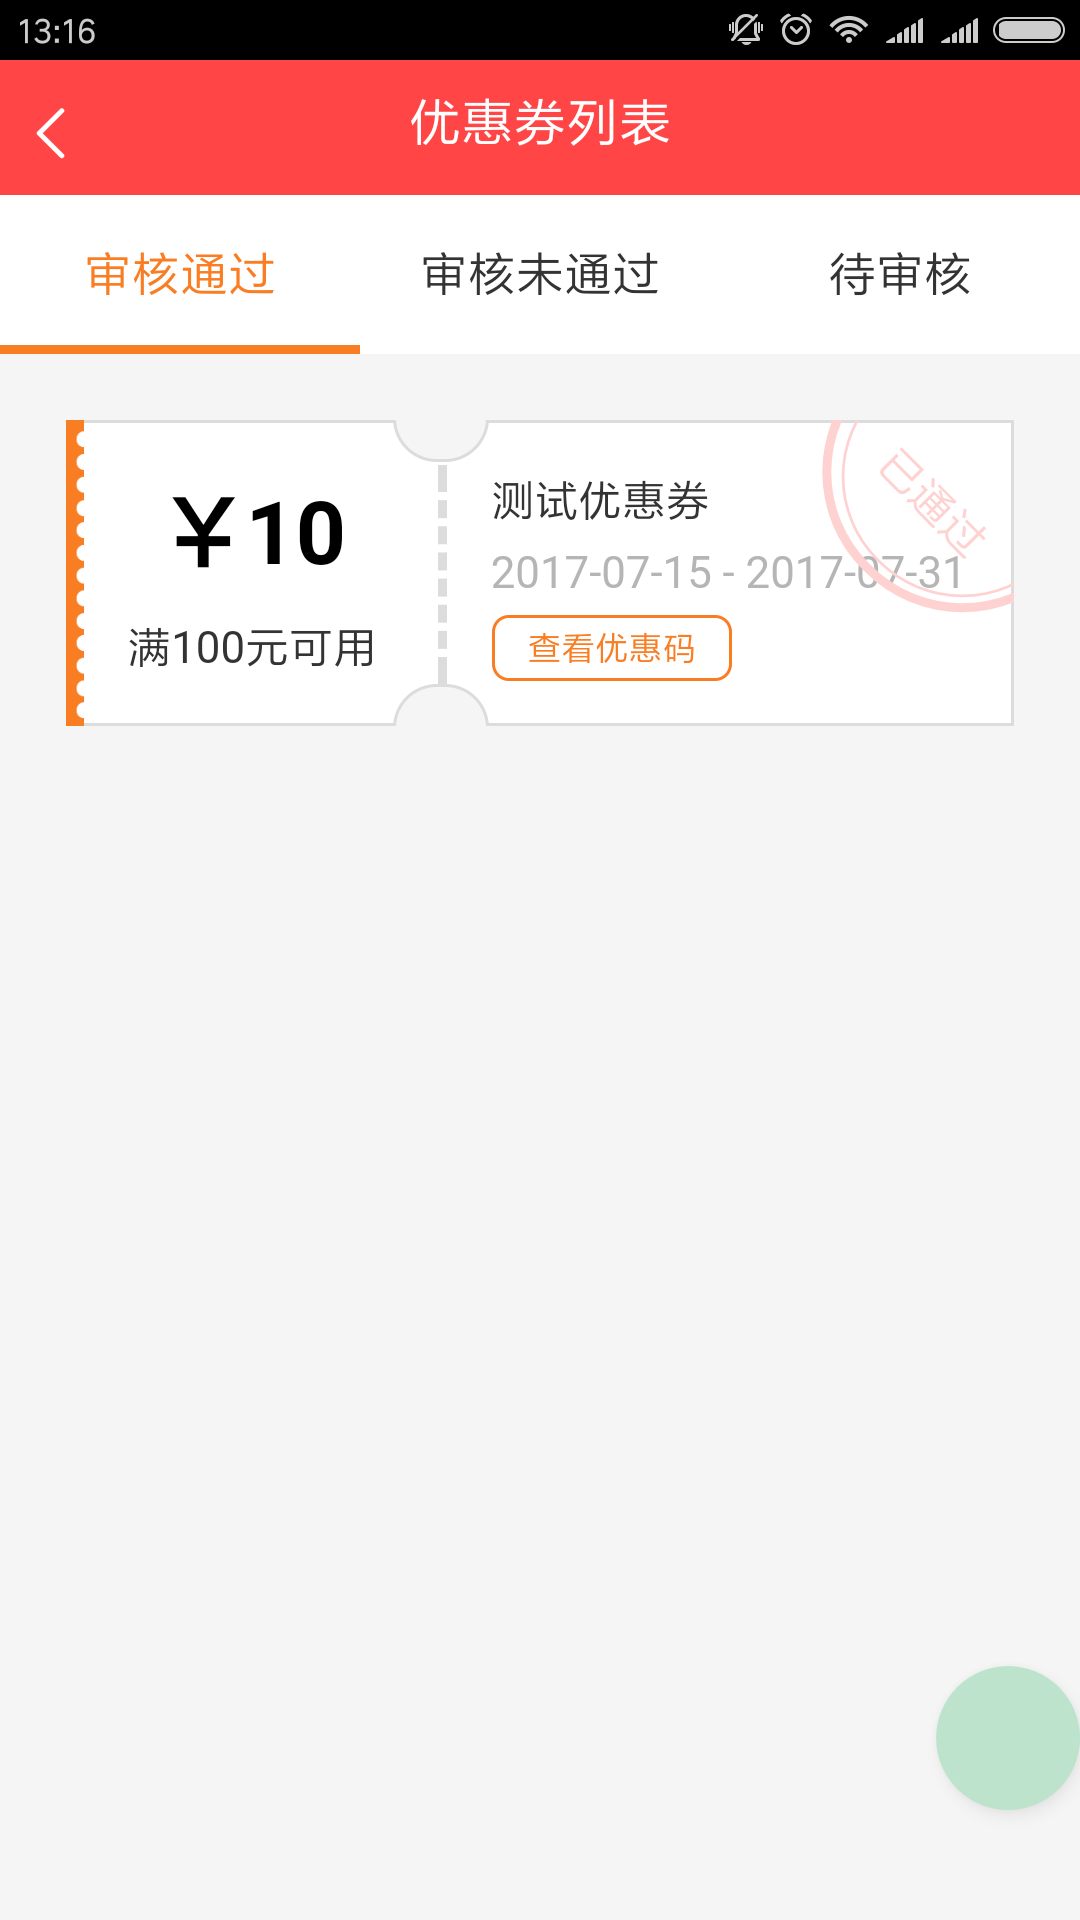 13:16
优惠券列表
审核通过 审核未通过 待审核
¥10
满100元可用
测试优惠券
2017-07-15 - 2017-07-31
查看优惠码
已通过